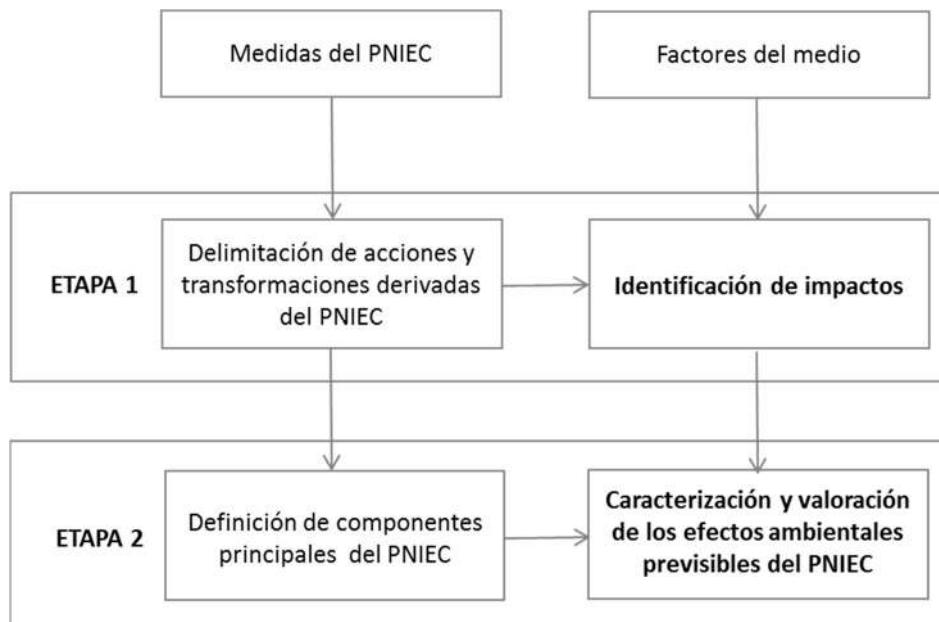 Medidas del PNIEC
Factores del medio
ETAPA 1
Delimitación de acciones y
transformaciones derivadas
del PNIEC
Identificación de impactos
ETAPA 2
Definición de componentes
principales del PNIEC
Caracterización y valoración
de los efectos ambientales
previsibles del PNIEC